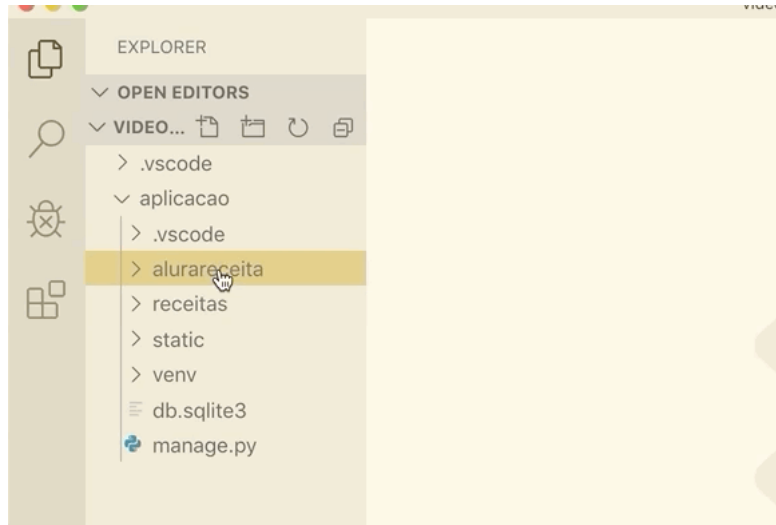 EXPLORER
OPEN EDITORS
VIDEO...
.vscode
aplicacao
.vscode
alurareceita
receitas
static
venv
db.sqlite3
manage.py